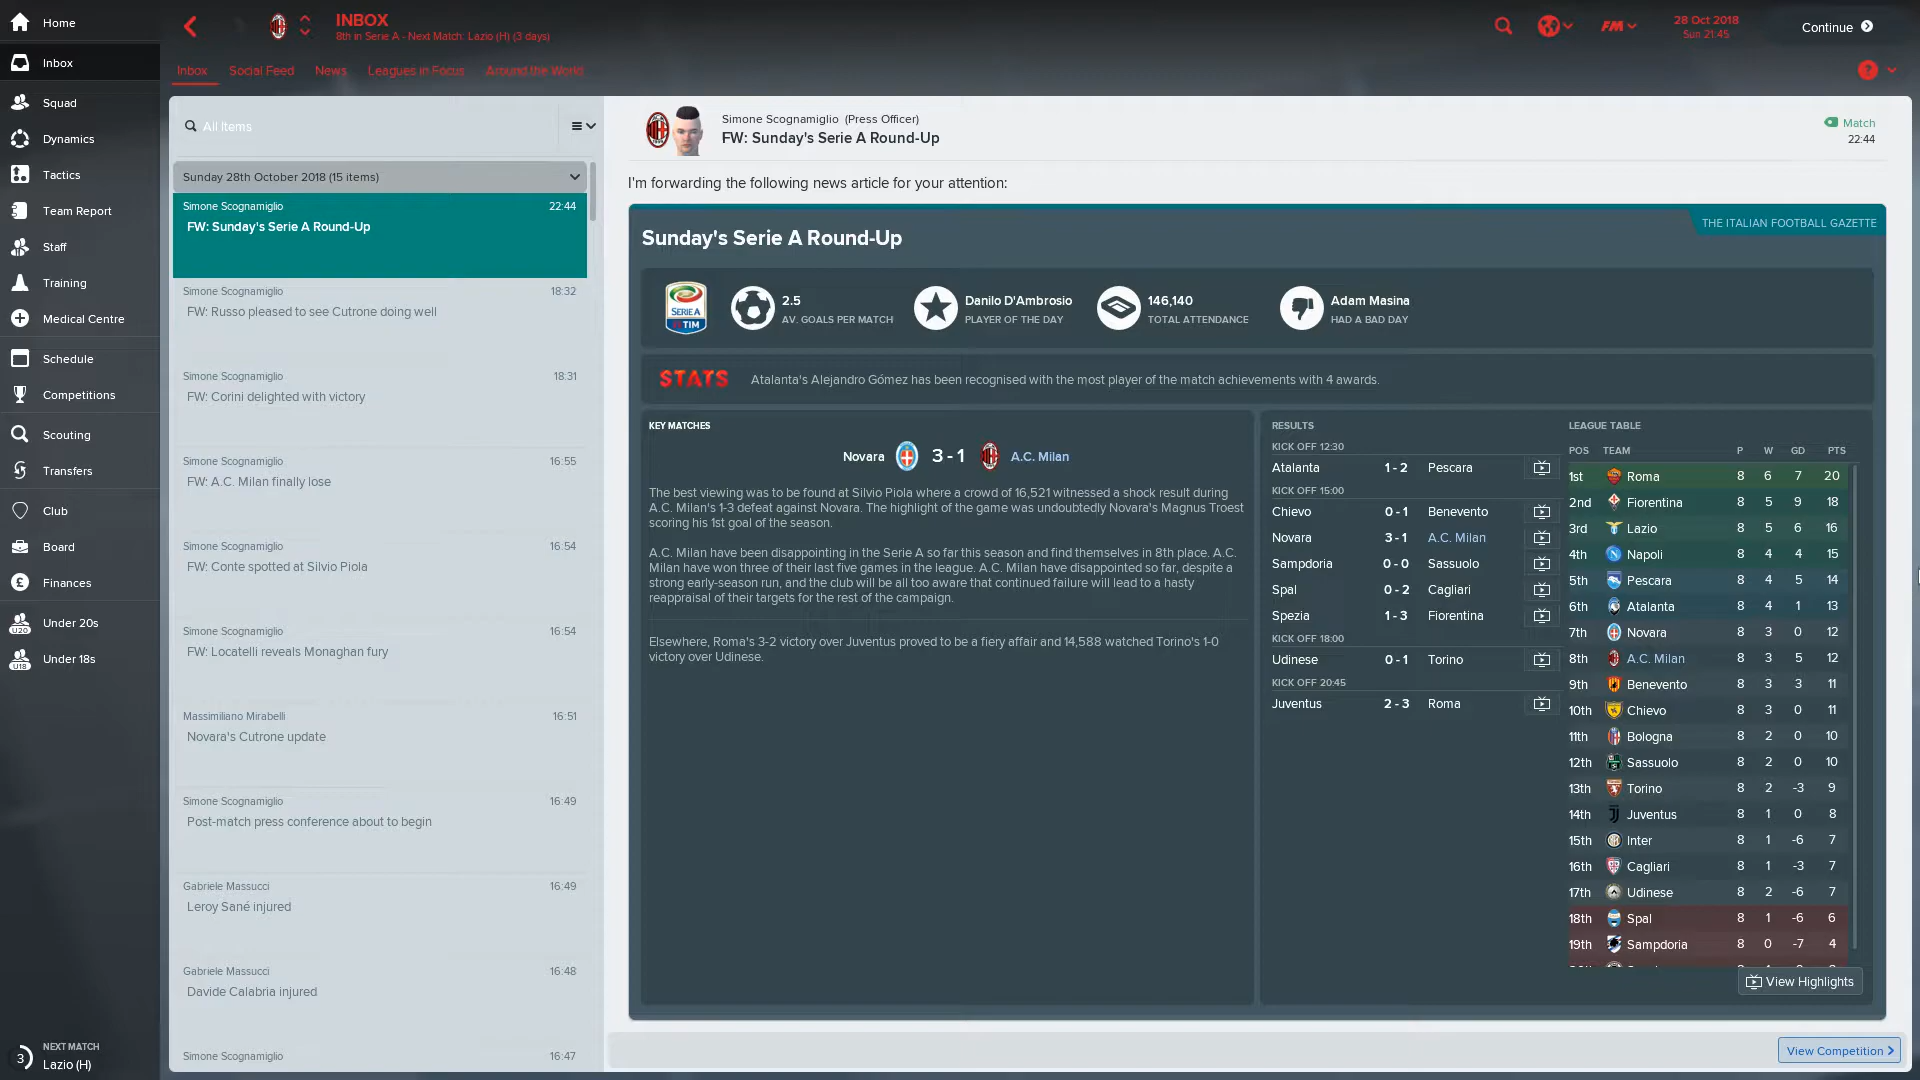 Home
Inbox
Squad
Dynamics
Tactics
Team Report
Staff
Training
Medical Centre
Schedule
Competitions
Scouting
Transfers
Club
Board
Finances
U20
Under 20s
U18
Under 18s
3
NEXT MATCH
Lazio (H)
INBOX
8th in Serie A - Next Match: Lazio (H) (3 days)
FM
28 Oct 2018
Sun 21:45
Continue
Inbox
Social Feed
News
Leagues in Focus
Around the World
All Items
Sunday 28th October 2018 (15 items)
Simone Scognamiglio 22:44
FW: Sunday's Serie A Round-Up
Simone Scognamiglio 18:32
FW: Russo pleased to see Cutrone doing well
Simone Scognamiglio 18:31
FW: Corini delighted with victory
Simone Scognamiglio 16:55
FW: A.C. Milan finally lose
Simone Scognamiglio 16:54
FW: Conte spotted at Silvio Piola
Simone Scognamiglio 16:54
FW: Locatelli reveals Monaghan fury
Massimiliano Mirabelli 16:51
Novara's Cutrone update
Simone Scognamiglio 16:49
Post-match press conference about to begin
Gabriele Massucci 16:49
Leroy Sané injured
Gabriele Massucci 16:48
Davide Calabria injured
Simone Scognamiglio 16:47
Simone Scognamiglio (Press Officer)
FW: Sunday's Serie A Round-Up
Match
22:44
I'm forwarding the following news article for your attention:
THE ITALIAN FOOTBALL GAZETTE
Sunday's Serie A Round-Up
SERIE A
TIM
2.5
AV. GOALS PER MATCH
Danilo D'Ambrosio
PLAYER OF THE DAY
146,140
TOTAL ATTENDANCE
Adam Masina
HAD A BAD DAY
STATS
Atalanta's Alejandro Gómez has been recognised with the most player of the match achievements with 4 awards.
KEY MATCHES
Novara 3 - 1 A.C. Milan
The best viewing was to be found at Silvio Piola where a crowd of 16,521 witnessed a shock result during
A.C. Milan's 1-3 defeat against Novara. The highlight of the game was undoubtedly Novara's Magnus Troest
scoring his 1st goal of the season.
A.C. Milan have been disappointing in the Serie A so far this season and find themselves in 8th place. A.C.
Milan have won three of their last five games in the league. A.C. Milan have disappointed so far, despite a
strong early-season run, and the club will be all too aware that continued failure will lead to a hasty
reappraisal of their targets for the rest of the campaign.
Elsewhere, Roma's 3-2 victory over Juventus proved to be a fiery affair and 14,588 watched Torino's 1-0
victory over Udinese.
RESULTS
KICK OFF 12:30
Atalanta 1 - 2 Pescara
KICK OFF 15:00
Chievo 0 - 1 Benevento
Novara 3 - 1 A.C. Milan
Sampdoria 0 - 0 Sassuolo
Spal 0 - 2 Cagliari
Spezia 1 - 3 Fiorentina
KICK OFF 18:00
Udinese 0 - 1 Torino
KICK OFF 20:45
Juventus 2 - 3 Roma
LEAGUE TABLE
POS TEAM P W GD PTS
1st Roma 8 6 7 20
2nd Fiorentina 8 5 9 18
3rd Lazio 8 5 6 16
4th Napoli 8 4 4 15
5th Pescara 8 4 5 14
6th Atalanta 8 4 1 13
7th Novara 8 3 0 12
8th A.C. Milan 8 3 5 12
9th Benevento 8 3 3 11
10th Chievo 8 3 0 11
11th Bologna 8 2 0 10
12th Sassuolo 8 2 0 10
13th Torino 8 2 -3 9
14th Juventus 8 1 0 8
15th Inter 8 1 -6 7
16th Cagliari 8 1 -3 7
17th Udinese 8 2 -6 7
18th Spal 8 1 -6 6
19th Sampdoria 8 0 -7 4
View Highlights
View Competition